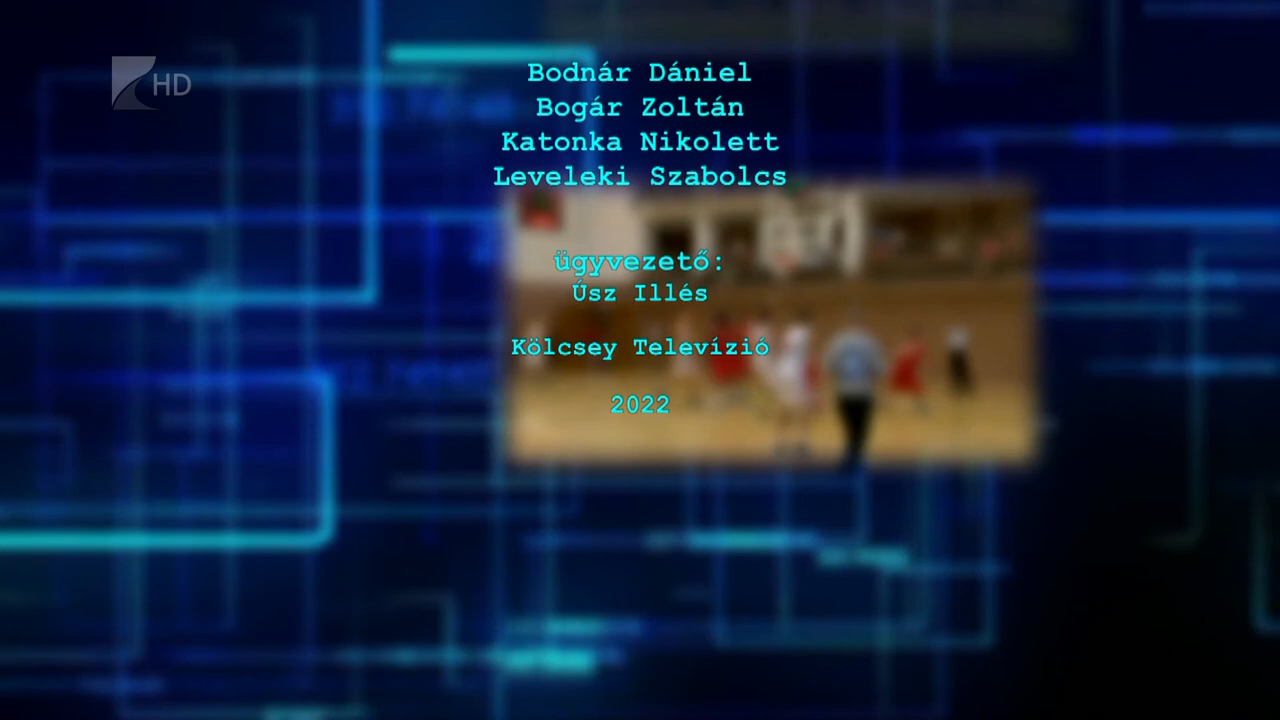 HD
Bodnár Dániel
Bogár Zoltán
Katonka Nikolett
Leveleki Szabolcs
ügyvezető:
Úsz Illés
Kölcsey Televízió
2022